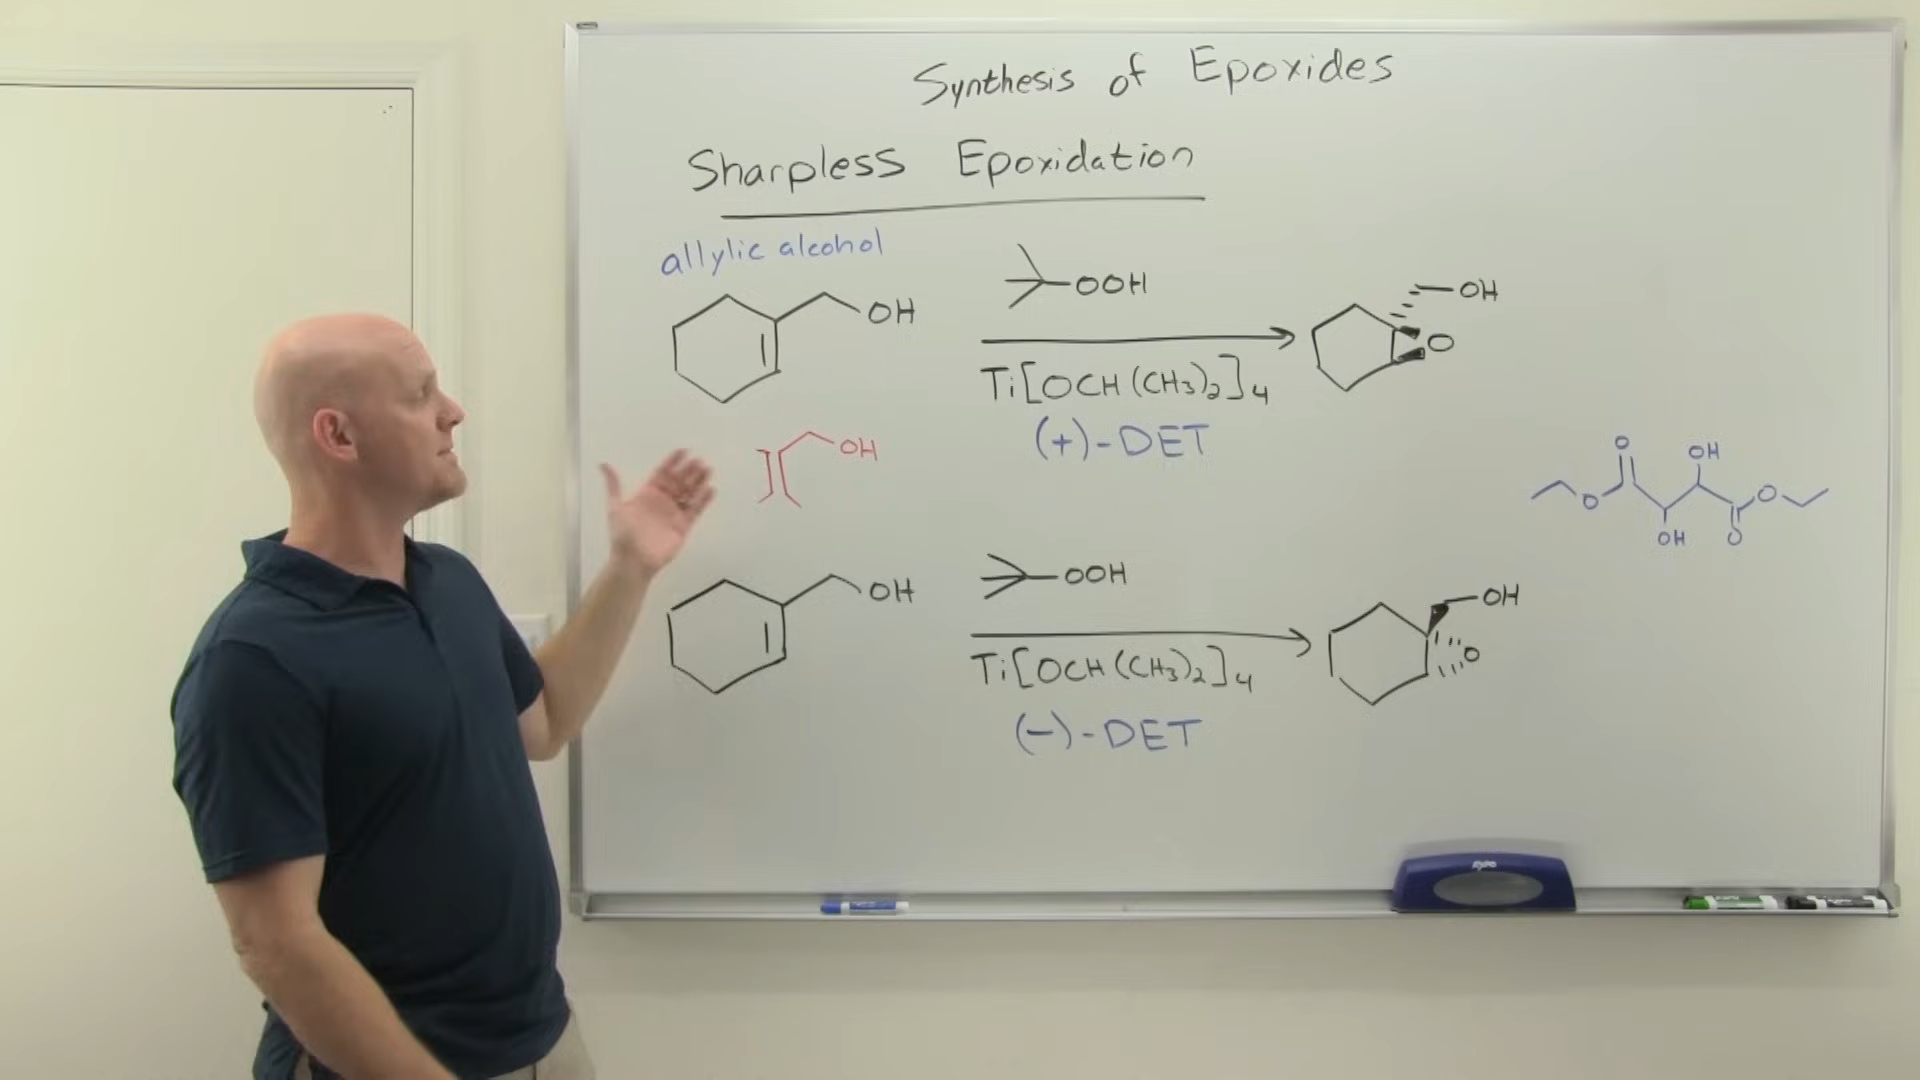 Synthesis of Epoxides
Sharpless Epoxidation
allylic alcohol
OH
OOH
Ti[OCH(CH₃)₂]₄
(+)-DET
OH
O
OH
O
O
OH
OH
O
O
OH
OOH
Ti[OCH(CH₃)₂]₄
(-)-DET
OH
O
EXPO